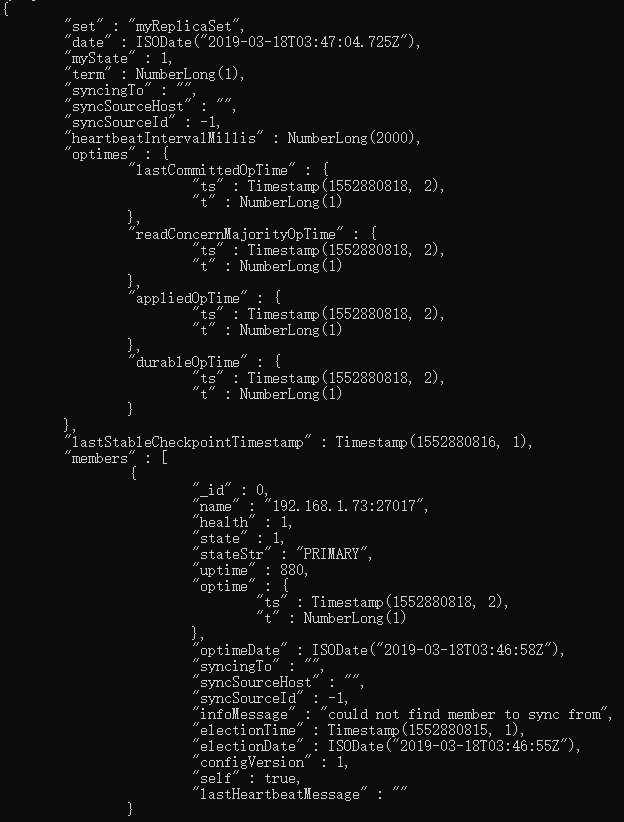 {
"set" : "myReplicaSet",
"date" : ISODate("2019-03-18T03:47:04.725Z"),
"myState" : 1,
"term" : NumberLong(1),
"syncingTo" : "",
"syncSourceHost" : "",
"syncSourceId" : -1,
"heartbeatIntervalMillis" : NumberLong(2000),
"optimes" : {
"lastCommittedOpTime" : {
"ts" : Timestamp(1552880818, 2),
"t" : NumberLong(1)
},
"readConcernMajorityOpTime" : {
"ts" : Timestamp(1552880818, 2),
"t" : NumberLong(1)
},
"appliedOpTime" : {
"ts" : Timestamp(1552880818, 2),
"t" : NumberLong(1)
},
"durableOpTime" : {
"ts" : Timestamp(1552880818, 2),
"t" : NumberLong(1)
}
},
"lastStableCheckpointTimestamp" : Timestamp(1552880816, 1),
"members" : [
{
"_id" : 0,
"name" : "192.168.1.73:27017",
"health" : 1,
"state" : 1,
"stateStr" : "PRIMARY",
"uptime" : 880,
"optime" : {
"ts" : Timestamp(1552880818, 2),
"t" : NumberLong(1)
},
"optimeDate" : ISODate("2019-03-18T03:46:58Z"),
"syncingTo" : "",
"syncSourceHost" : "",
"syncSourceId" : -1,
"infoMessage" : "could not find member to sync from",
"electionTime" : Timestamp(1552880815, 1),
"electionDate" : ISODate("2019-03-18T03:46:55Z"),
"configVersion" : 1,
"self" : true,
"lastHeartbeatMessage" : ""
}